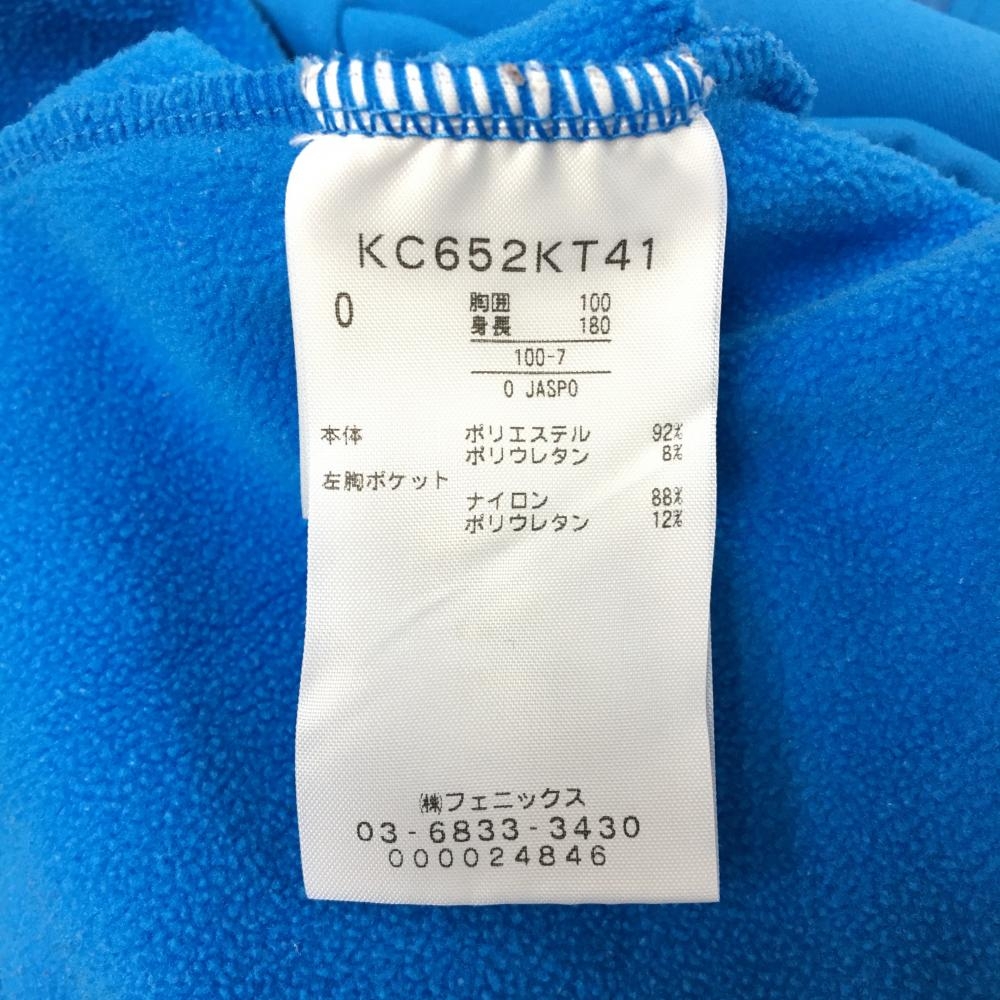 KC652KT41
O 胸囲 100
身長 180
100-7
O JASPO
本体 ポリエステル 92%
ポリウレタン 8%
左胸ポケット
ナイロン 88%
ポリウレタン 12%
㈱フェニックス
03-6833-3430
000024846